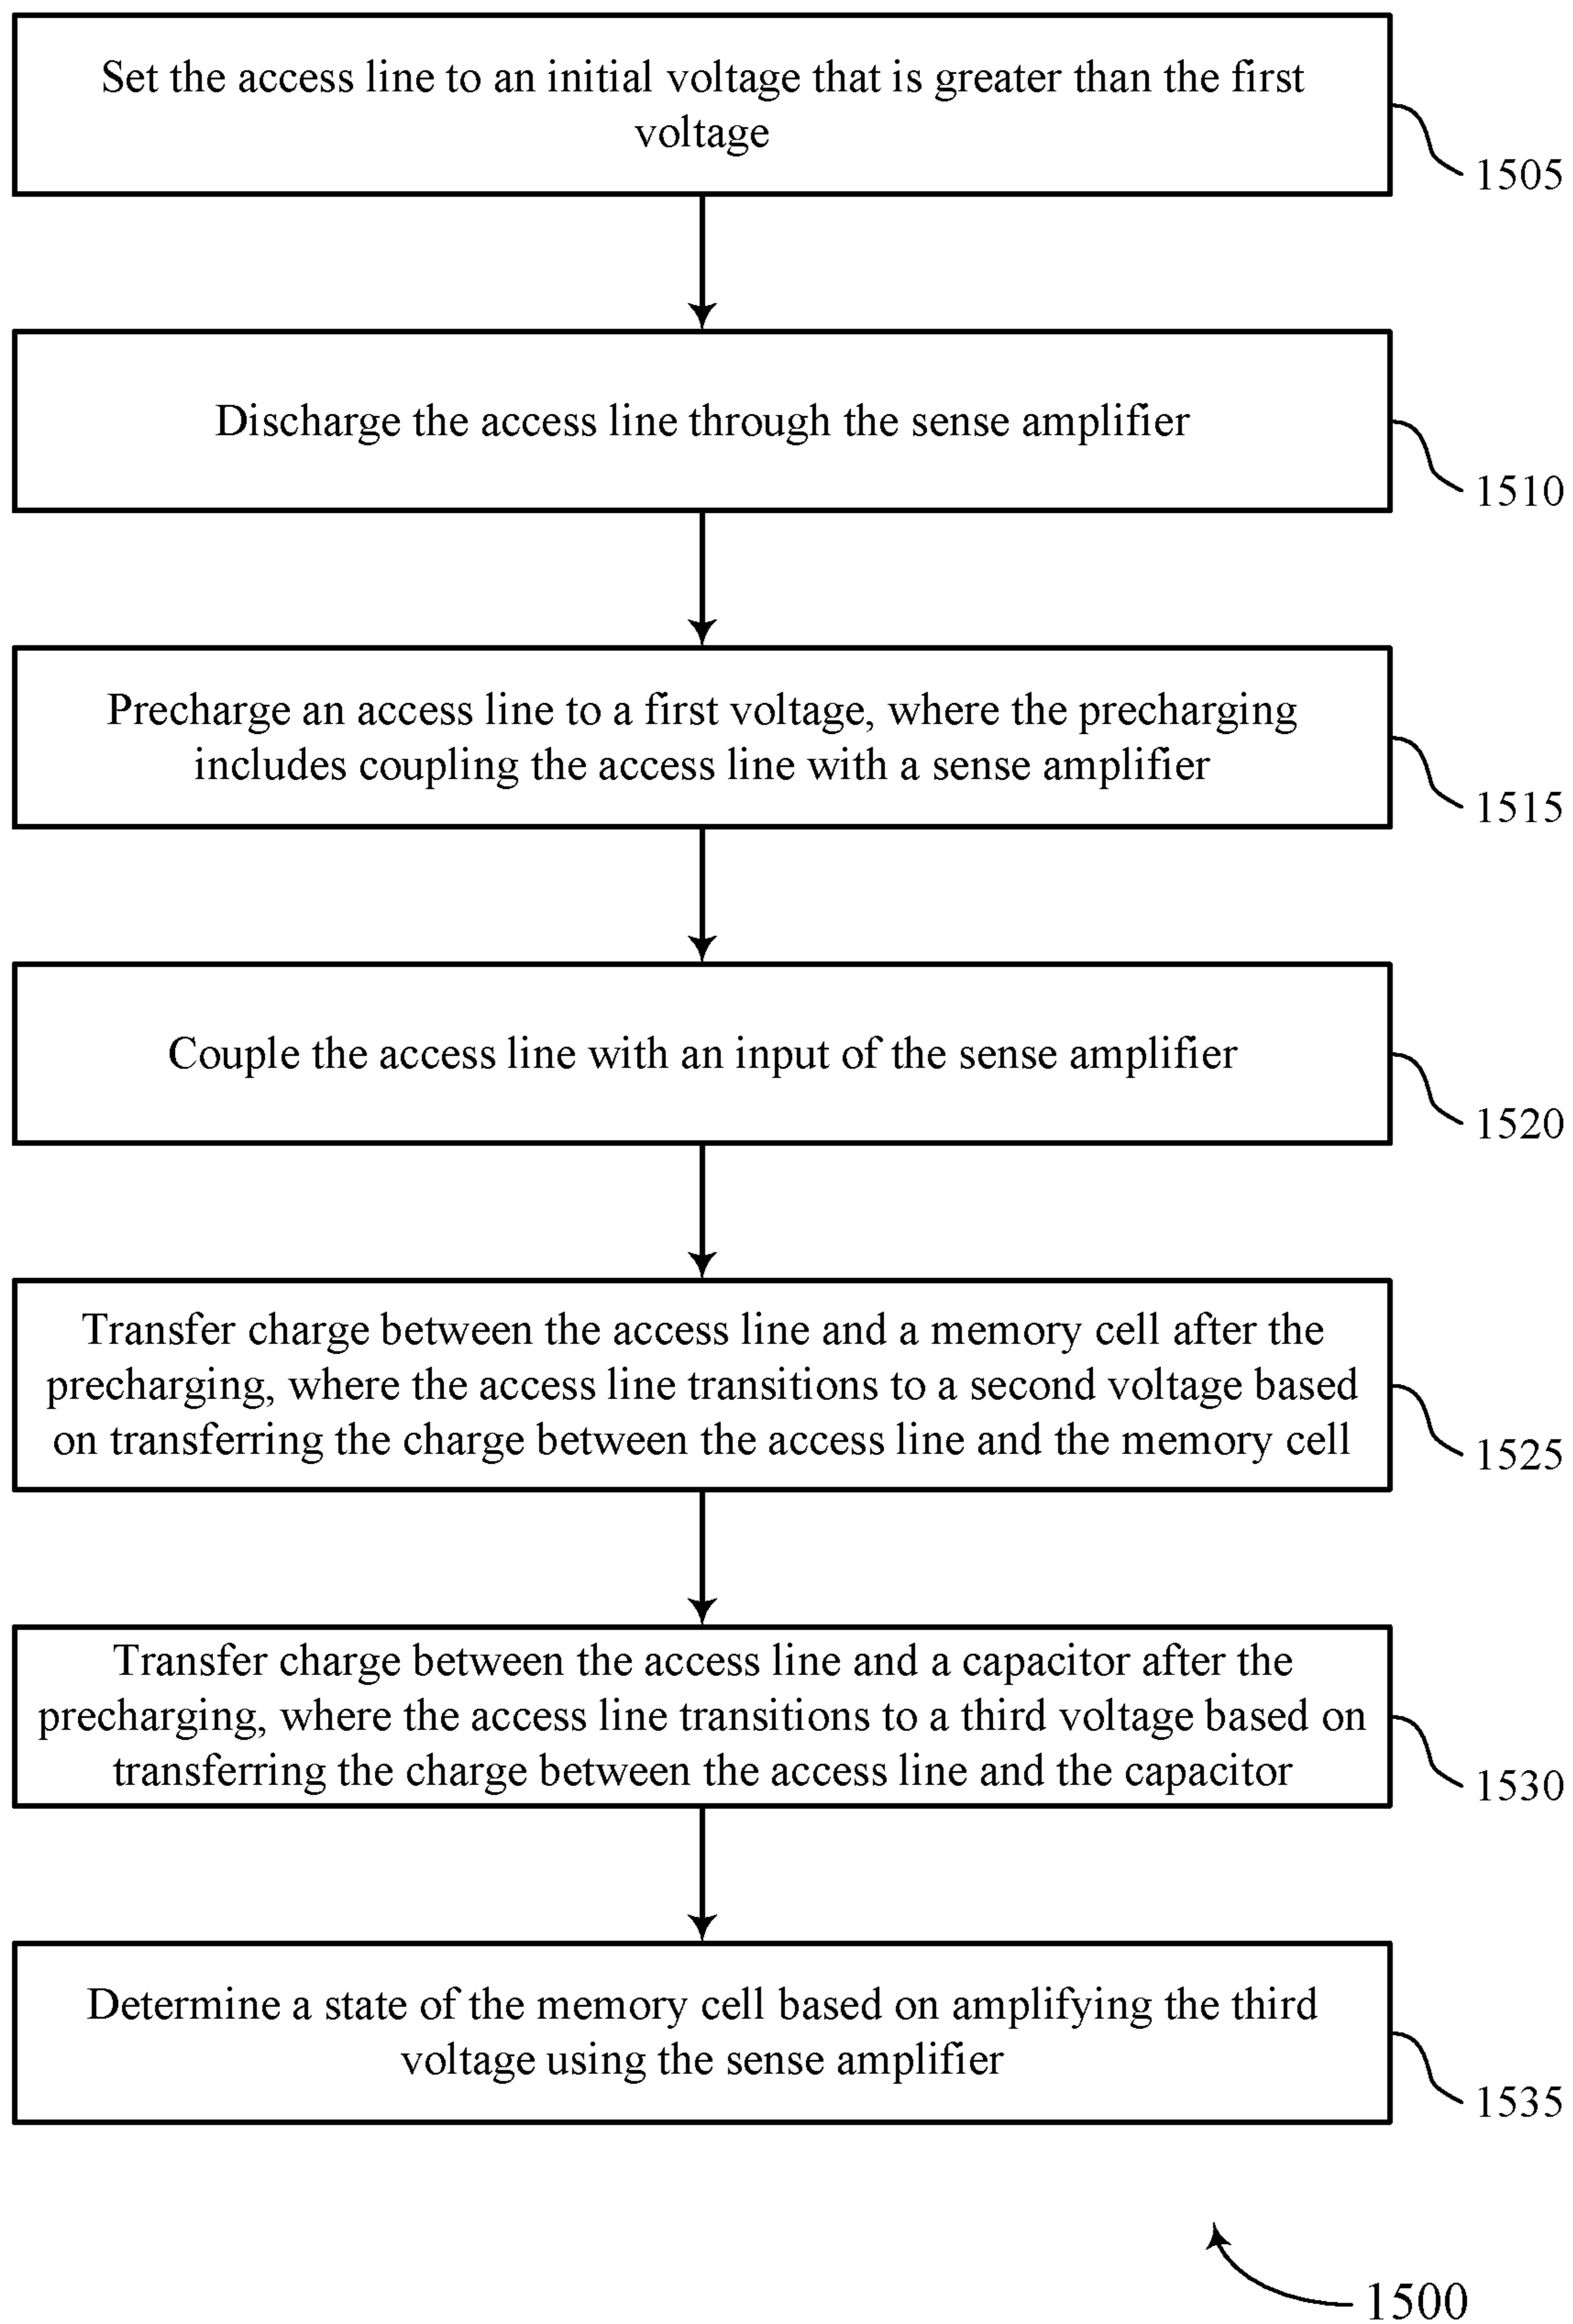 Set the access line to an initial voltage that is greater than the first
voltage
1505
Discharge the access line through the sense amplifier
1510
Precharge an access line to a first voltage, where the precharging
includes coupling the access line with a sense amplifier
1515
Couple the access line with an input of the sense amplifier
1520
Transfer charge between the access line and a memory cell after the
precharging, where the access line transitions to a second voltage based
on transferring the charge between the access line and the memory cell
1525
Transfer charge between the access line and a capacitor after the
precharging, where the access line transitions to a third voltage based on
transferring the charge between the access line and the capacitor
1530
Determine a state of the memory cell based on amplifying the third
voltage using the sense amplifier
1535
1500